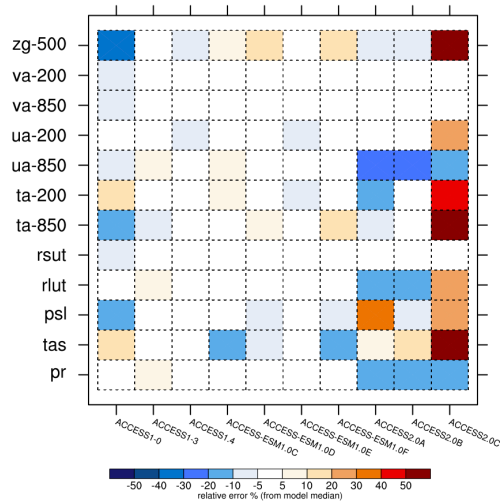 zg-500
va-200
va-850
ua-200
ua-850
ta-200
ta-850
rsut
rlut
psl
tas
pr
ACCESS1-0
ACCESS1-3
ACCESS1.4
ACCESS-ESM1.0C
ACCESS-ESM1.0D
ACCESS-ESM1.0E
ACCESS-ESM1.0F
ACCESS2.0A
ACCESS2.0B
ACCESS2.0C
-50 -40 -30 -20 -10 -5 5 10 20 30 40 50
relative error % (from model median)